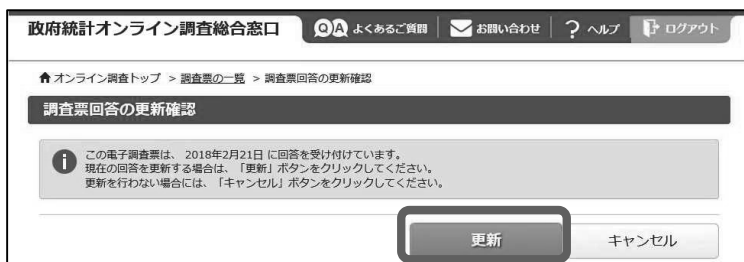 政府統計オンライン調査総合窓口 QA よくあるご質問 お問い合わせ ? ヘルプ ログアウト
オンライン調査トップ > 調査票の一覧 > 調査票回答の更新確認
調査票回答の更新確認
この電子調査票は、 2018年2月21日 に回答を受け付けています。
現在の回答を更新する場合は、「更新」ボタンをクリックしてください。
更新を行わない場合には、「キャンセル」ボタンをクリックしてください。
更新 キャンセル